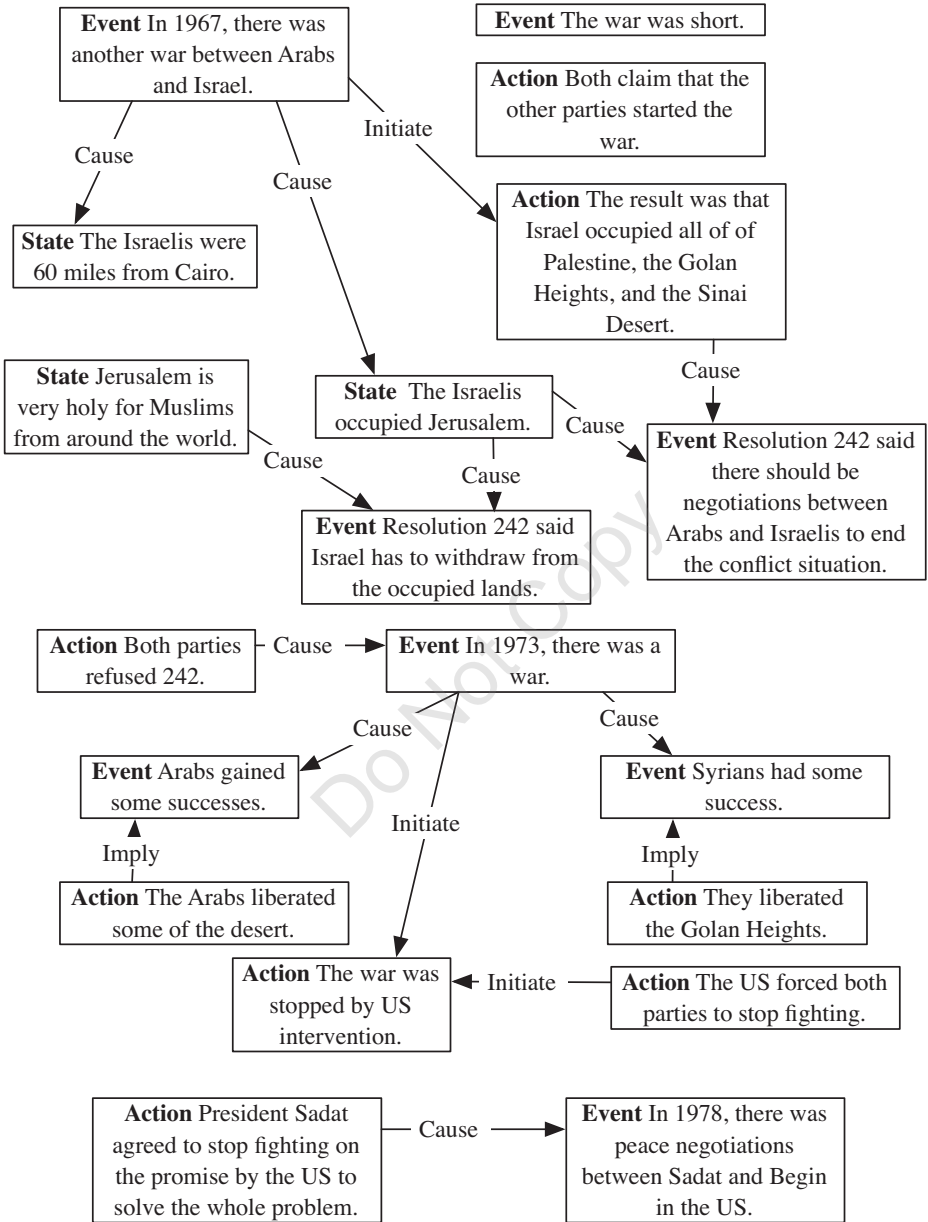 Event In 1967, there was
another war between Arabs
and Israel.
Event The war was short.
Action Both claim that the
other parties started the
war.
Initiate
Cause
Cause
Action The result was that
Israel occupied all of of
Palestine, the Golan
Heights, and the Sinai
Desert.
State The Israelis were
60 miles from Cairo.
Cause
State Jerusalem is
very holy for Muslims
from around the world.
State The Israelis
occupied Jerusalem.
Cause
Cause
Cause
Event Resolution 242 said
there should be
negotiations between
Arabs and Israelis to end
the conflict situation.
Event Resolution 242 said
Israel has to withdraw from
the occupied lands.
Action Both parties
refused 242.
Cause
Event In 1973, there was a
war.
Cause
Cause
Event Arabs gained
some successes.
Event Syrians had some
success.
Initiate
Imply
Imply
Action The Arabs liberated
some of the desert.
Action They liberated
the Golan Heights.
Action The war was
stopped by US
intervention.
Initiate
Action The US forced both
parties to stop fighting.
Action President Sadat
agreed to stop fighting on
the promise by the US to
solve the whole problem.
Cause
Event In 1978, there was
peace negotiations
between Sadat and Begin
in the US.
Do Not Copy